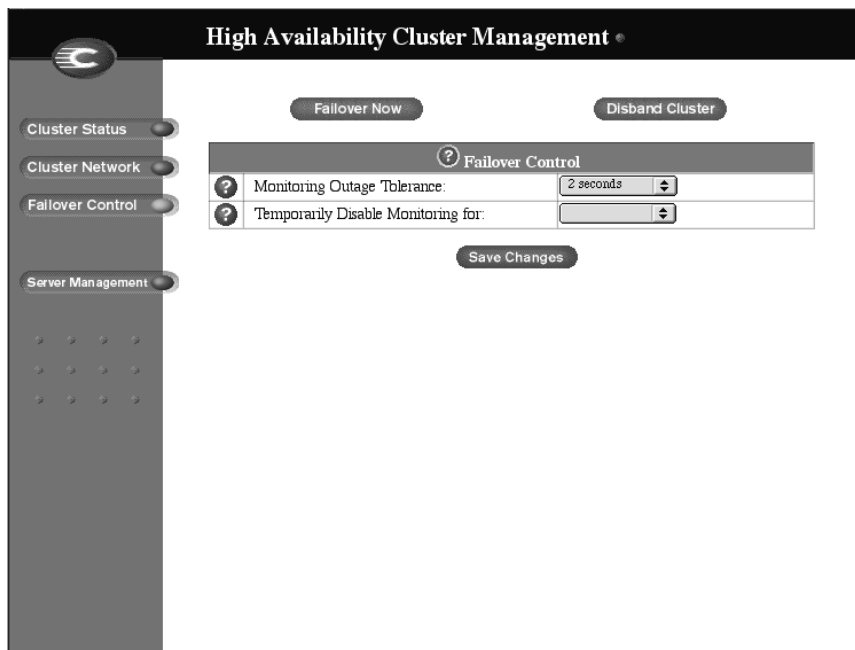 High Availability Cluster Management
Cluster Status
Cluster Network
Failover Control
Server Management
Failover Now
Disband Cluster
? Failover Control
? Monitoring Outage Tolerance: 2 seconds
? Temporarily Disable Monitoring for:
Save Changes